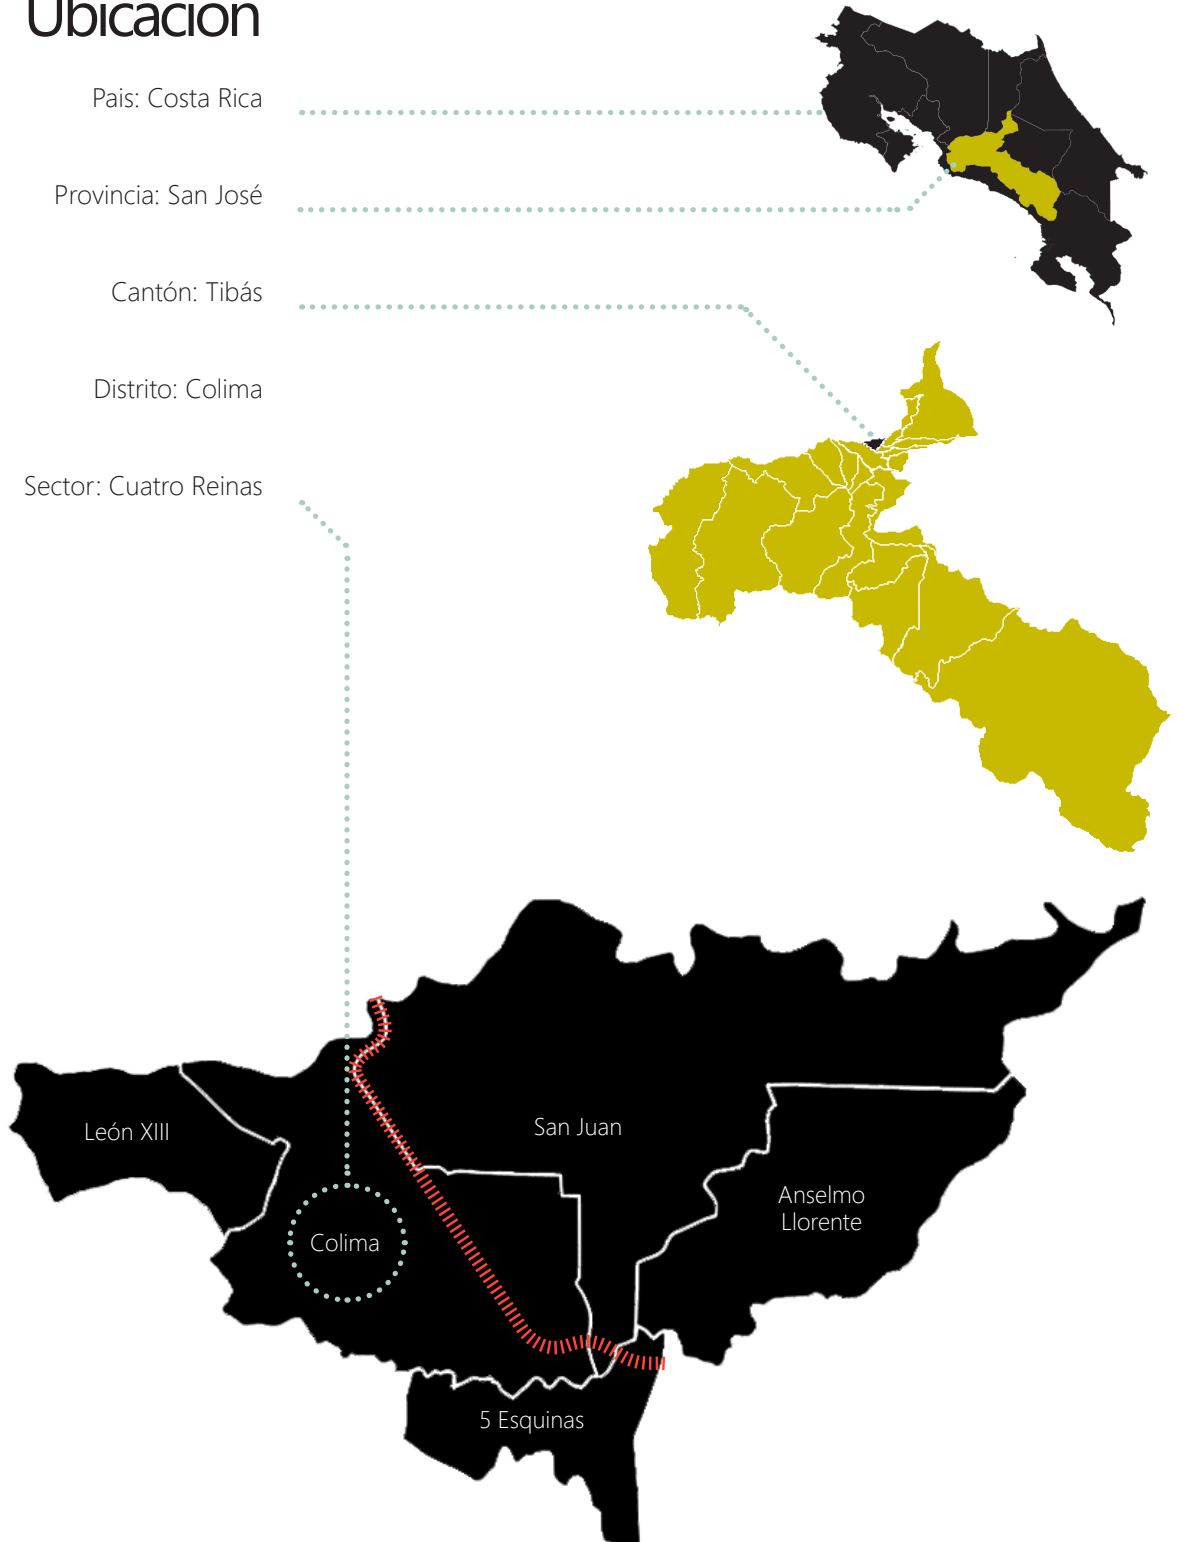 Ubicación
Pais: Costa Rica
Provincia: San José
Cantón: Tibás
Distrito: Colima
Sector: Cuatro Reinas
León XIII
San Juan
Anselmo
Llorente
Colima
5 Esquinas